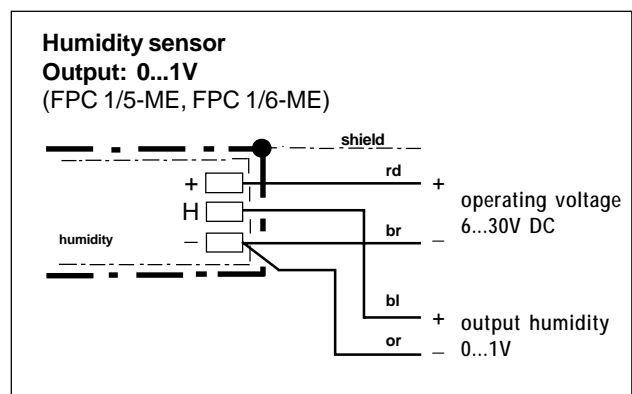 Humidity sensor
Output: 0...1V
(FPC 1/5-ME, FPC 1/6-ME)
shield
rd
+ +
operating voltage
6...30V DC
H
humidity
– br –
bl
+ output humidity
or – 0...1V